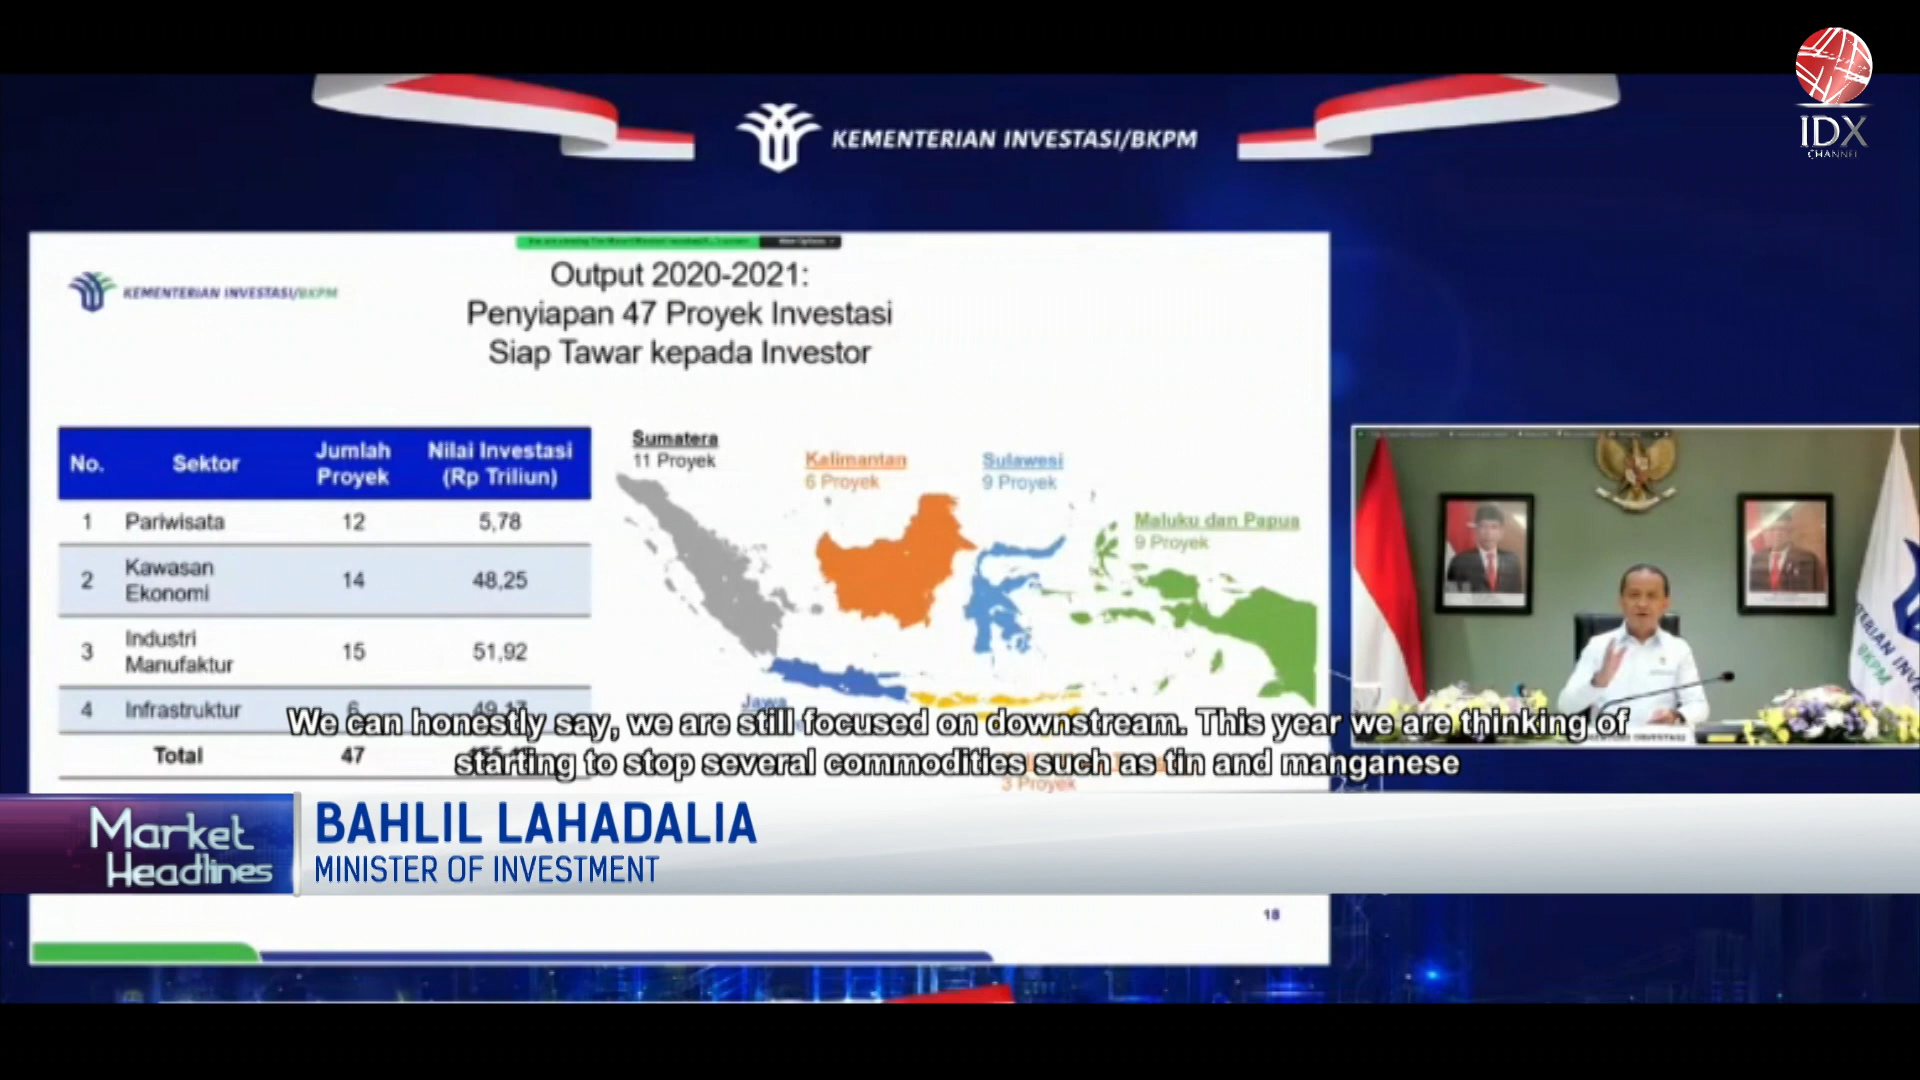 IDX
CHANNEL
KEMENTERIAN INVESTASI/BKPM
KEMENTERIAN INVESTASI/BKPM
Output 2020-2021:
Penyiapan 47 Proyek Investasi
Siap Tawar kepada Investor
No. Sektor Jumlah Proyek Nilai Investasi (Rp Triliun)
1 Pariwisata 12 5,78
2 Kawasan Ekonomi 14 48,25
3 Industri Manufaktur 15 51,92
4 Infrastruktur 6 49,17
Total 47
Sumatera
11 Proyek
Kalimantan
6 Proyek
Sulawesi
9 Proyek
Maluku dan Papua
9 Proyek
Jawa
3 Proyek
We can honestly say, we are still focused on downstream. This year we are thinking of
starting to stop several commodities such as tin and manganese
Market
Headlines
BAHLIL LAHADALIA
MINISTER OF INVESTMENT
18